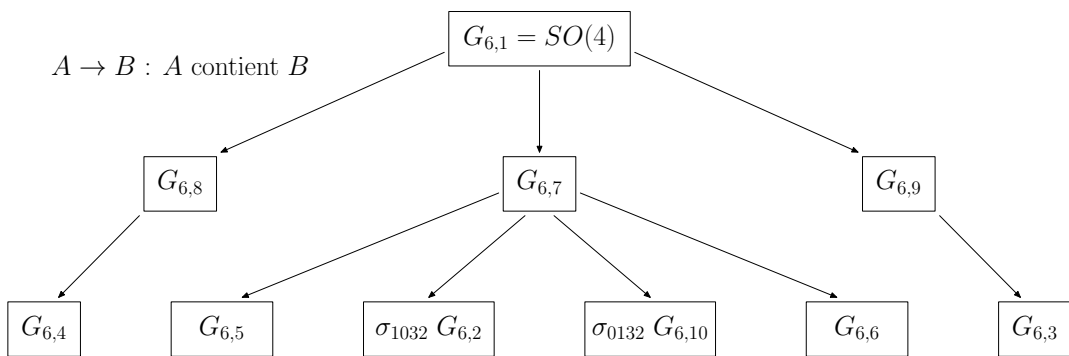 G_{6,1} = SO(4)
A → B : A contient B
G_{6,8} G_{6,7} G_{6,9}
G_{6,4} G_{6,5} σ_{1032} G_{6,2} σ_{0132} G_{6,10} G_{6,6} G_{6,3}